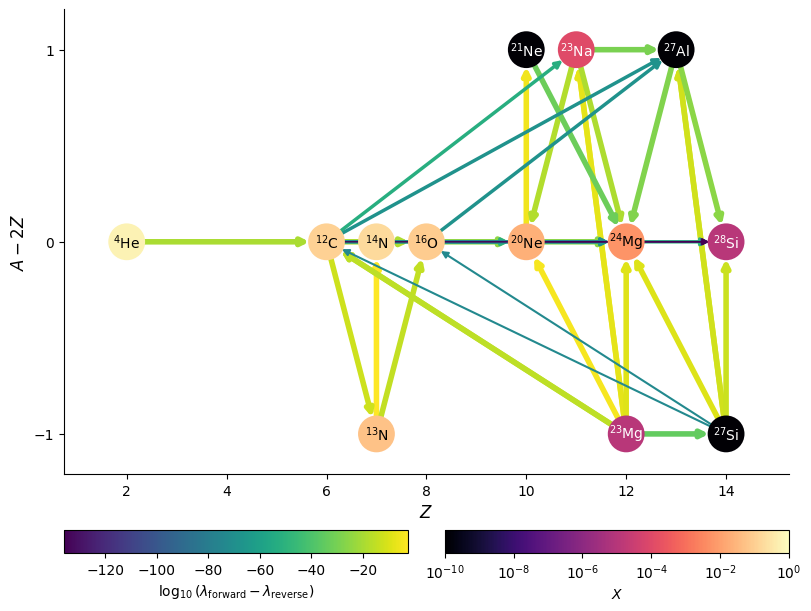 1
0
−1
A − 2Z
²¹Ne ²³Na ²⁷Al
⁴He ¹²C ¹⁴N ¹⁶O ²⁰Ne ²⁴Mg ²⁸Si
¹³N ²³Mg ²⁷Si
2 4 6 8 10 12 14
Z
−120 −100 −80 −60 −40 −20
log₁₀ (λ_forward − λ_reverse)
10⁻¹⁰ 10⁻⁸ 10⁻⁶ 10⁻⁴ 10⁻² 10⁰
X